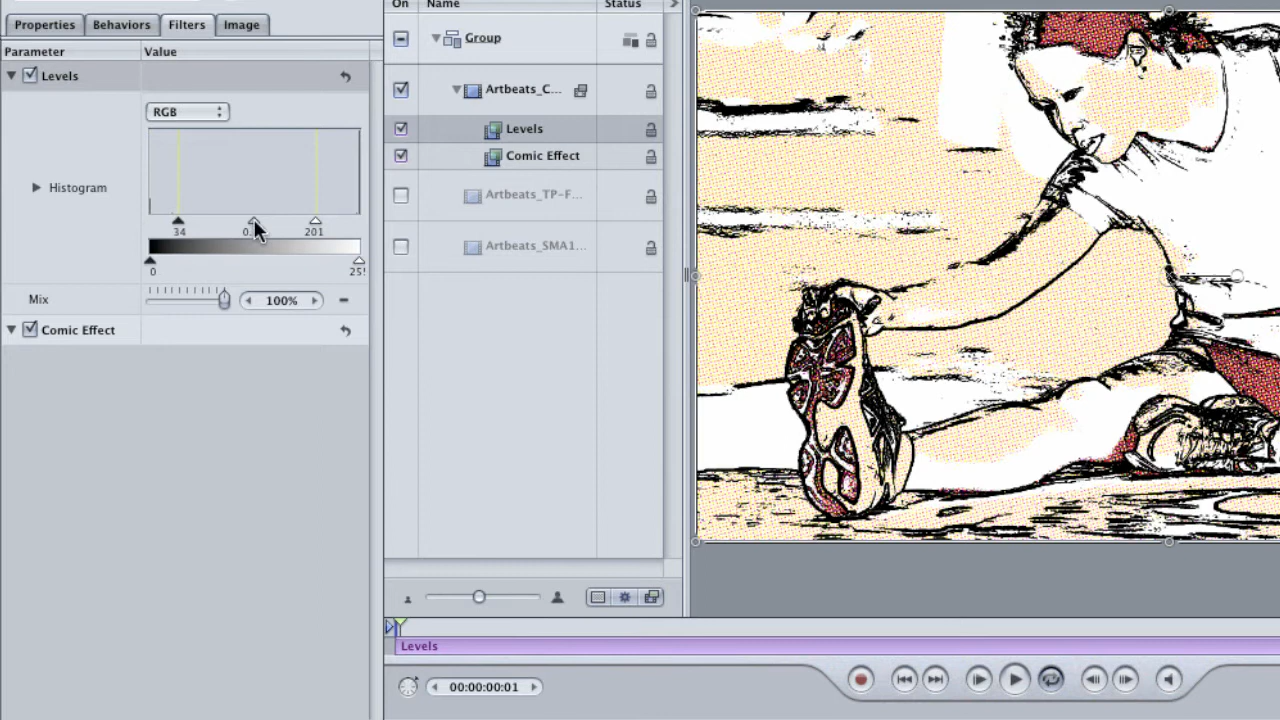 Properties Behaviors Filters Image
Parameter Value
Levels
RGB
Histogram
34 201
0 25
Mix 100%
Comic Effect
On Name Status
Group
Artbeats_C...
Levels
Comic Effect
Artbeats_TP-F...
Artbeats_SMA1...
Levels
00:00:00:01